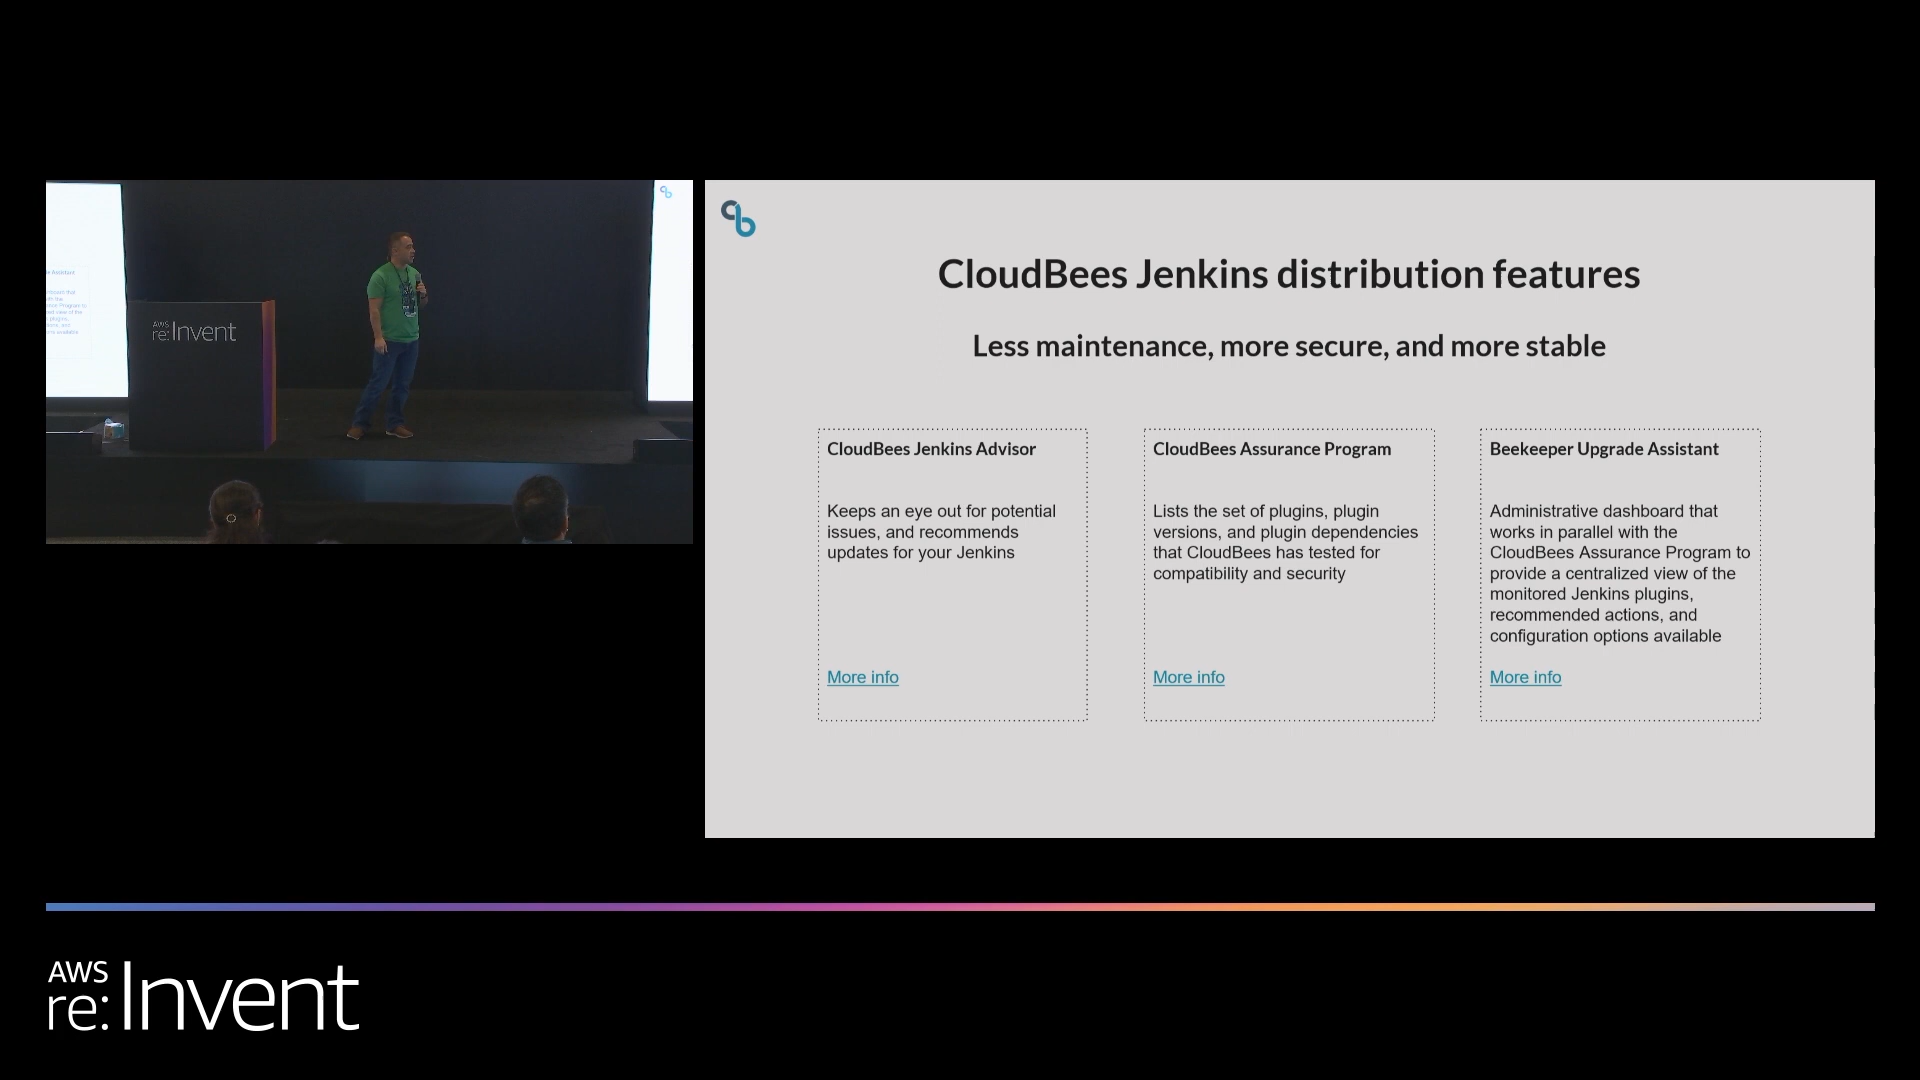 AWS
re:Invent
CloudBees Jenkins distribution features
Less maintenance, more secure, and more stable
CloudBees Jenkins Advisor
Keeps an eye out for potential
issues, and recommends
updates for your Jenkins
More info
CloudBees Assurance Program
Lists the set of plugins, plugin
versions, and plugin dependencies
that CloudBees has tested for
compatibility and security
More info
Beekeeper Upgrade Assistant
Administrative dashboard that
works in parallel with the
CloudBees Assurance Program to
provide a centralized view of the
monitored Jenkins plugins,
recommended actions, and
configuration options available
More info
AWS
re:Invent